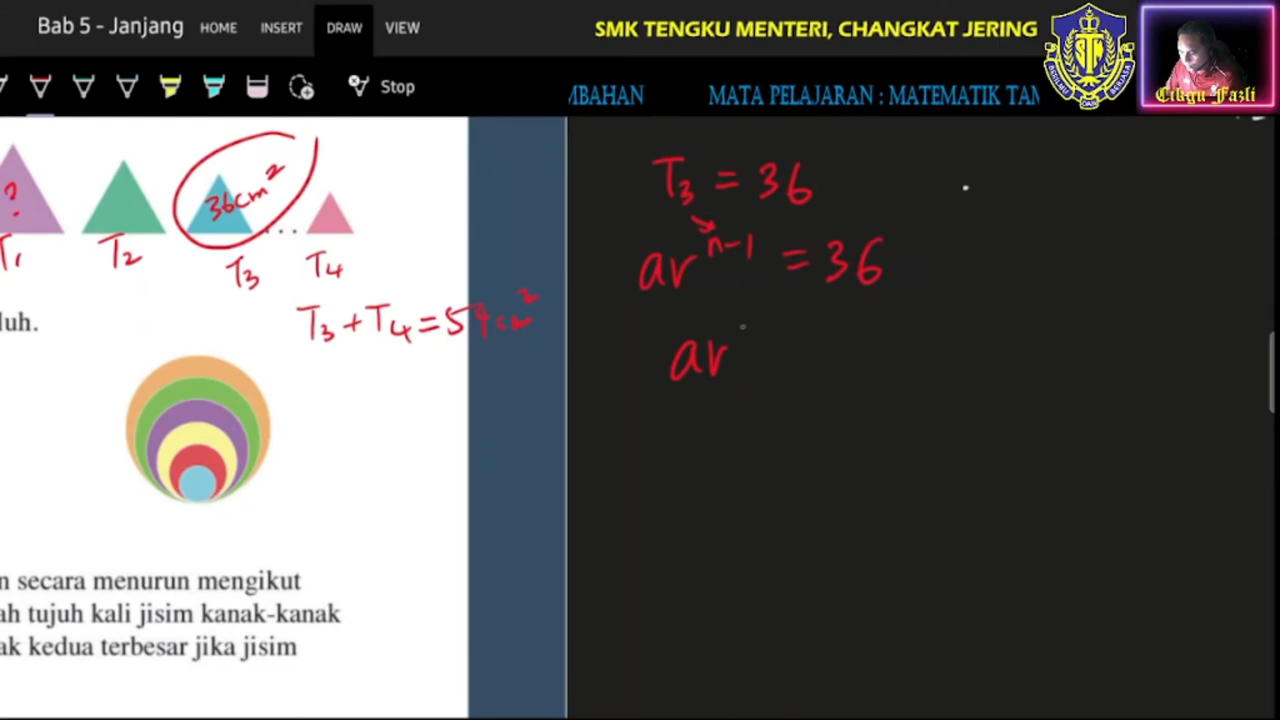 Bab 5 - Janjang HOME INSERT DRAW VIEW
SMK TENGKU MENTERI, CHANGKAT JERING
Stop
MBAHAN MATA PELAJARAN : MATEMATIK TAM
Cikgu Fazli
36cm²
?
T₁ T₂ T₃ T₄
T₃ + T₄ = 54cm²
luh.
n secara menurun mengikut
ah tujuh kali jisim kanak-kanak
ak kedua terbesar jika jisim
T₃ = 36
arⁿ⁻¹ = 36
ar